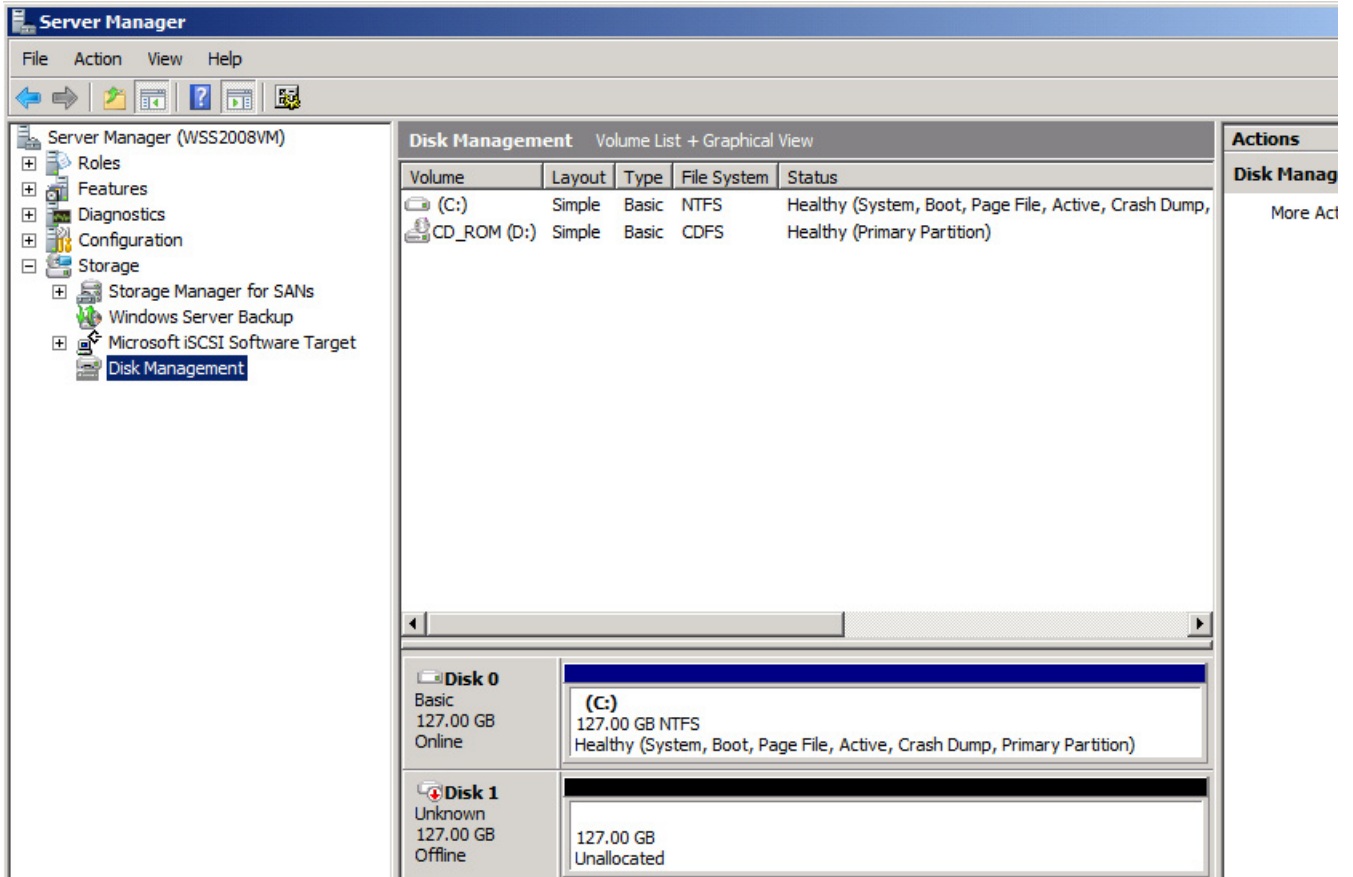 Server Manager
File Action View Help
Server Manager (WSS2008VM)
Roles
Features
Diagnostics
Configuration
Storage
Storage Manager for SANs
Windows Server Backup
Microsoft iSCSI Software Target
Disk Management
Disk Management Volume List + Graphical View
Volume Layout Type File System Status
(C:) Simple Basic NTFS Healthy (System, Boot, Page File, Active, Crash Dump,
CD_ROM (D:) Simple Basic CDFS Healthy (Primary Partition)
Disk 0
Basic
127.00 GB
Online
(C:)
127.00 GB NTFS
Healthy (System, Boot, Page File, Active, Crash Dump, Primary Partition)
Disk 1
Unknown
127.00 GB
Offline
127.00 GB
Unallocated
Actions
Disk Manag
More Act